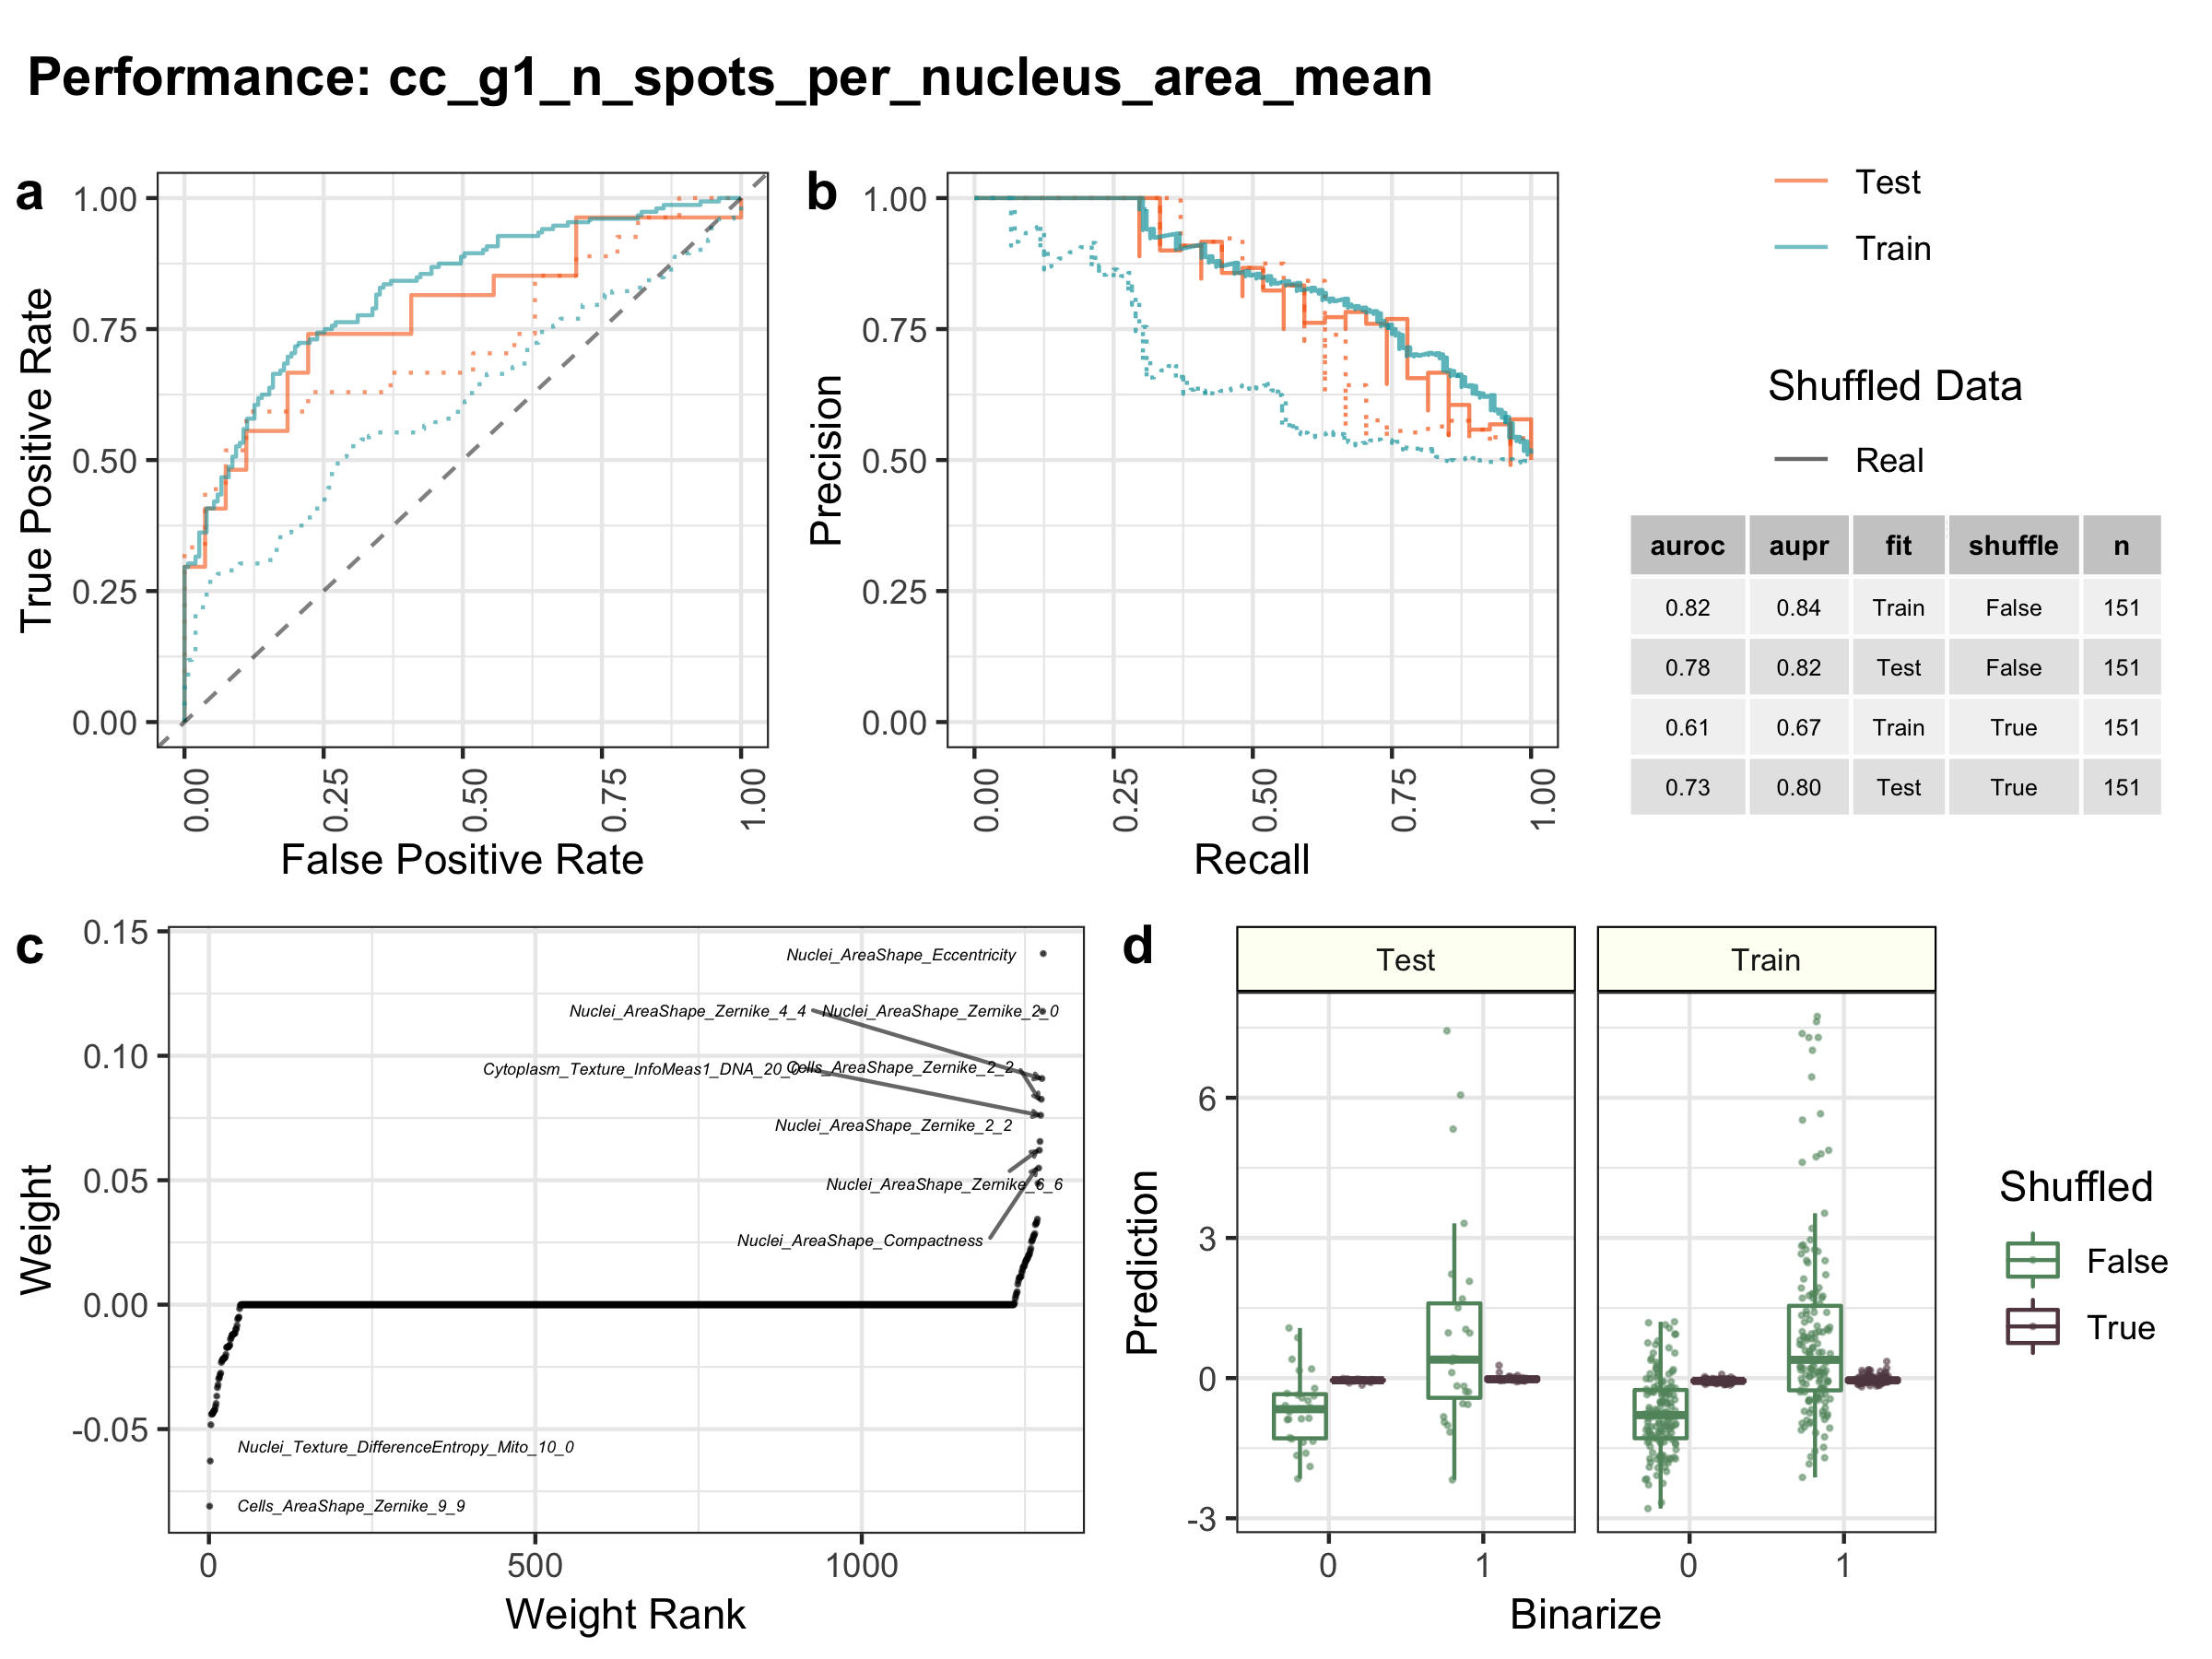 Performance: cc_g1_n_spots_per_nucleus_area_mean
a
1.00
0.75
0.50
0.25
0.00
True Positive Rate
0.00
0.25
0.50
0.75
1.00
False Positive Rate
b
1.00
0.75
0.50
0.25
0.00
Precision
0.00
0.25
0.50
0.75
1.00
Recall
Test
Train
Shuffled Data
Real
auroc aupr fit shuffle n
0.82 0.84 Train False 151
0.78 0.82 Test False 151
0.61 0.67 Train True 151
0.73 0.80 Test True 151
c
0.15
0.10
0.05
0.00
-0.05
Weight
Nuclei_AreaShape_Eccentricity
Nuclei_AreaShape_Zernike_4_4
Nuclei_AreaShape_Zernike_2_0
Cytoplasm_Texture_InfoMeas1_DNA_20_0
Cells_AreaShape_Zernike_2_2
Nuclei_AreaShape_Zernike_2_2
Nuclei_AreaShape_Zernike_6_6
Nuclei_AreaShape_Compactness
Nuclei_Texture_DifferenceEntropy_Mito_10_0
Cells_AreaShape_Zernike_9_9
0
500
1000
Weight Rank
d
Test
Train
6
3
0
-3
Prediction
0
1
0
1
Binarize
Shuffled
False
True